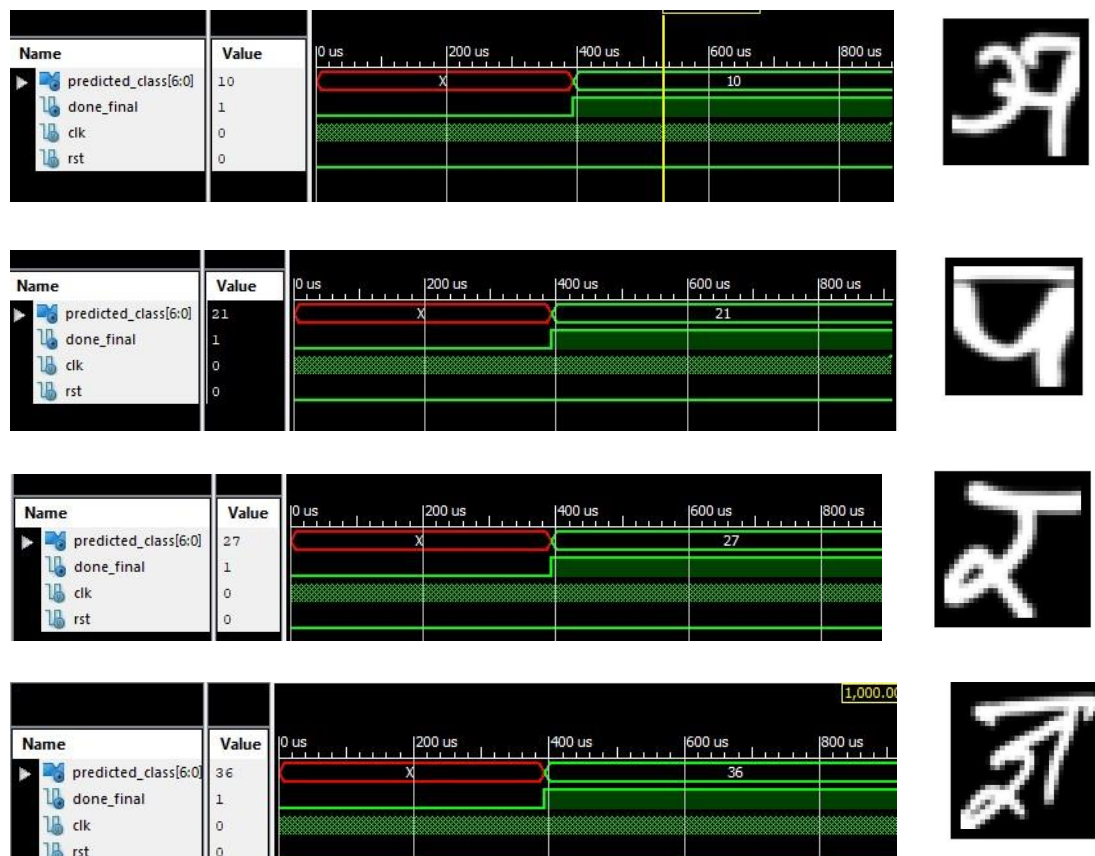 Name Value 0 us 200 us 400 us 600 us 800 us
predicted_class[6:0] 10 X 10
done_final 1
clk 0
rst 0
ञ
Name Value 0 us 200 us 400 us 600 us 800 us
predicted_class[6:0] 21 X 21
done_final 1
clk 0
rst 0
प
Name Value 0 us 200 us 400 us 600 us 800 us
predicted_class[6:0] 27 X 27
done_final 1
clk 0
rst 0
र
1,000.00
Name Value 0 us 200 us 400 us 600 us 800 us
predicted_class[6:0] 36 X 36
done_final 1
clk 0
rst 0
ज्ञ